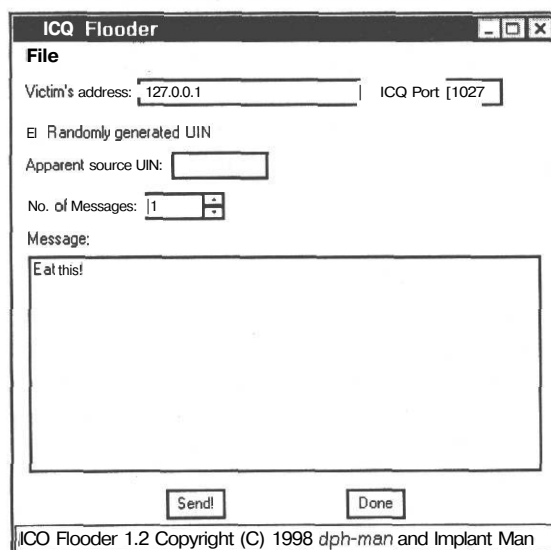 ICQ Flooder
File
Victim's address: 127.0.0.1 ICQ Port [1027
El Randomly generated UIN
Apparent source UIN:
No. of Messages: 1
Message:
Eat this!
Send! Done
ICO Flooder 1.2 Copyright (C) 1998 dph-man and Implant Man